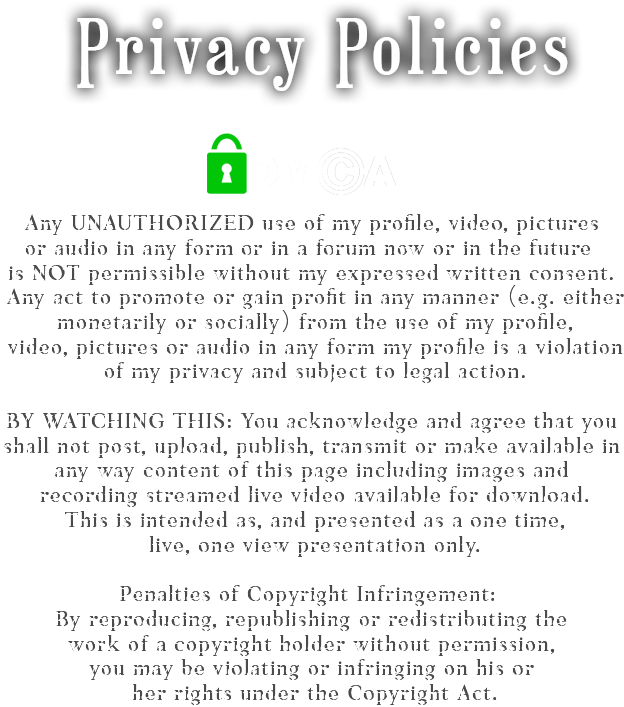 Privacy Policies
©A
Any UNAUTHORIZED use of my profile, video, pictures
or audio in any form or in a forum now or in the future
is NOT permissible without my expressed written consent.
Any act to promote or gain profit in any manner (e.g. either
monetarily or socially) from the use of my profile,
video, pictures or audio in any form my profile is a violation
of my privacy and subject to legal action.
BY WATCHING THIS: You acknowledge and agree that you
shall not post, upload, publish, transmit or make available in
any way content of this page including images and
recording streamed live video available for download.
This is intended as, and presented as a one time,
live, one view presentation only.
Penalties of Copyright Infringement:
By reproducing, republishing or redistributing the
work of a copyright holder without permission,
you may be violating or infringing on his or
her rights under the Copyright Act.